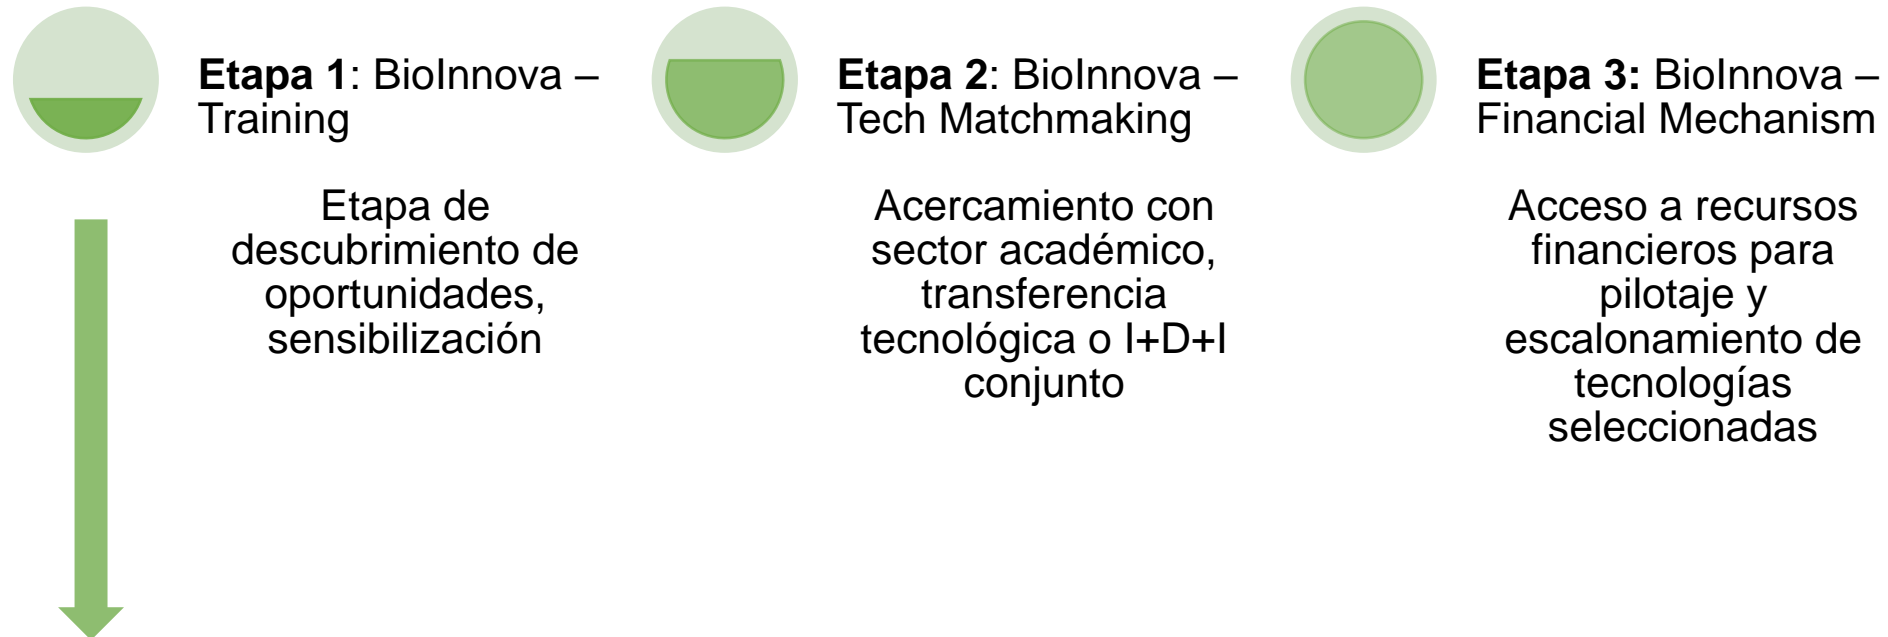 Etapa 1: BioInnova –
Training
Etapa de
descubrimiento de
oportunidades,
sensibilización
Etapa 2: BioInnova –
Tech Matchmaking
Acercamiento con
sector académico,
transferencia
tecnológica o I+D+I
conjunto
Etapa 3: BioInnova –
Financial Mechanism
Acceso a recursos
financieros para
pilotaje y
escalonamiento de
tecnologías
seleccionadas